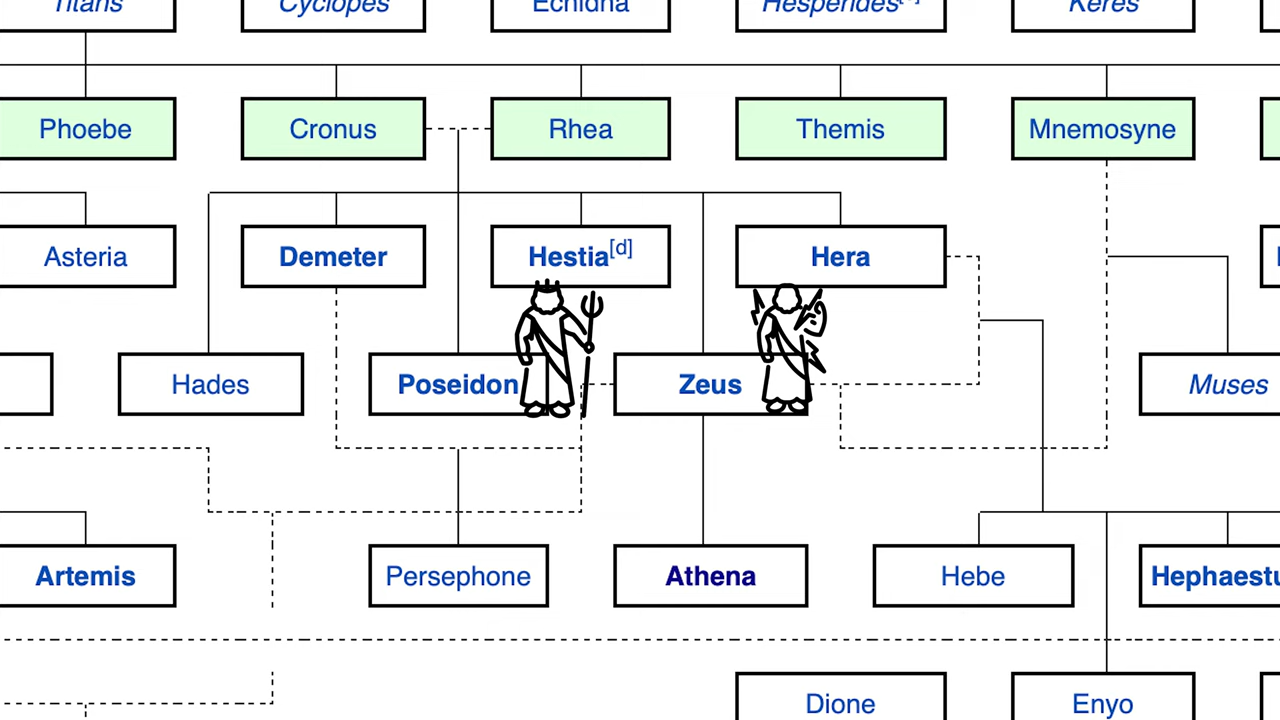 Titans Cyclopes Echidna Hesperides Keres
Phoebe Cronus Rhea Themis Mnemosyne
Asteria Demeter Hestia[d] Hera
Hades Poseidon Zeus Muses
Artemis Persephone Athena Hebe Hephaestu
Dione Enyo